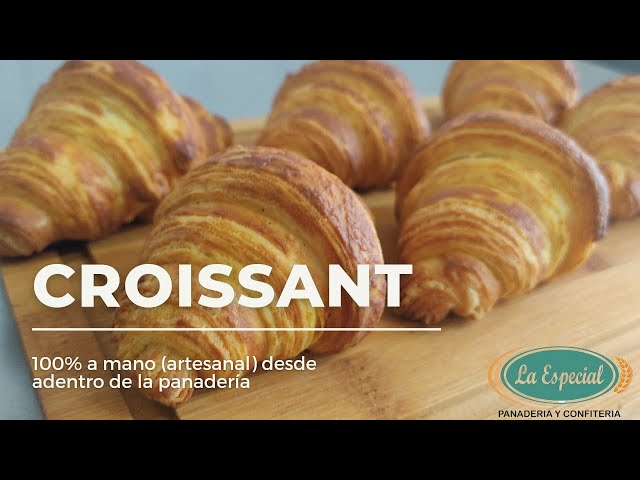 CROISSANT
100% a mano (artesanal) desde
adentro de la panadería
La Especial
PANADERIA Y CONFITERIA